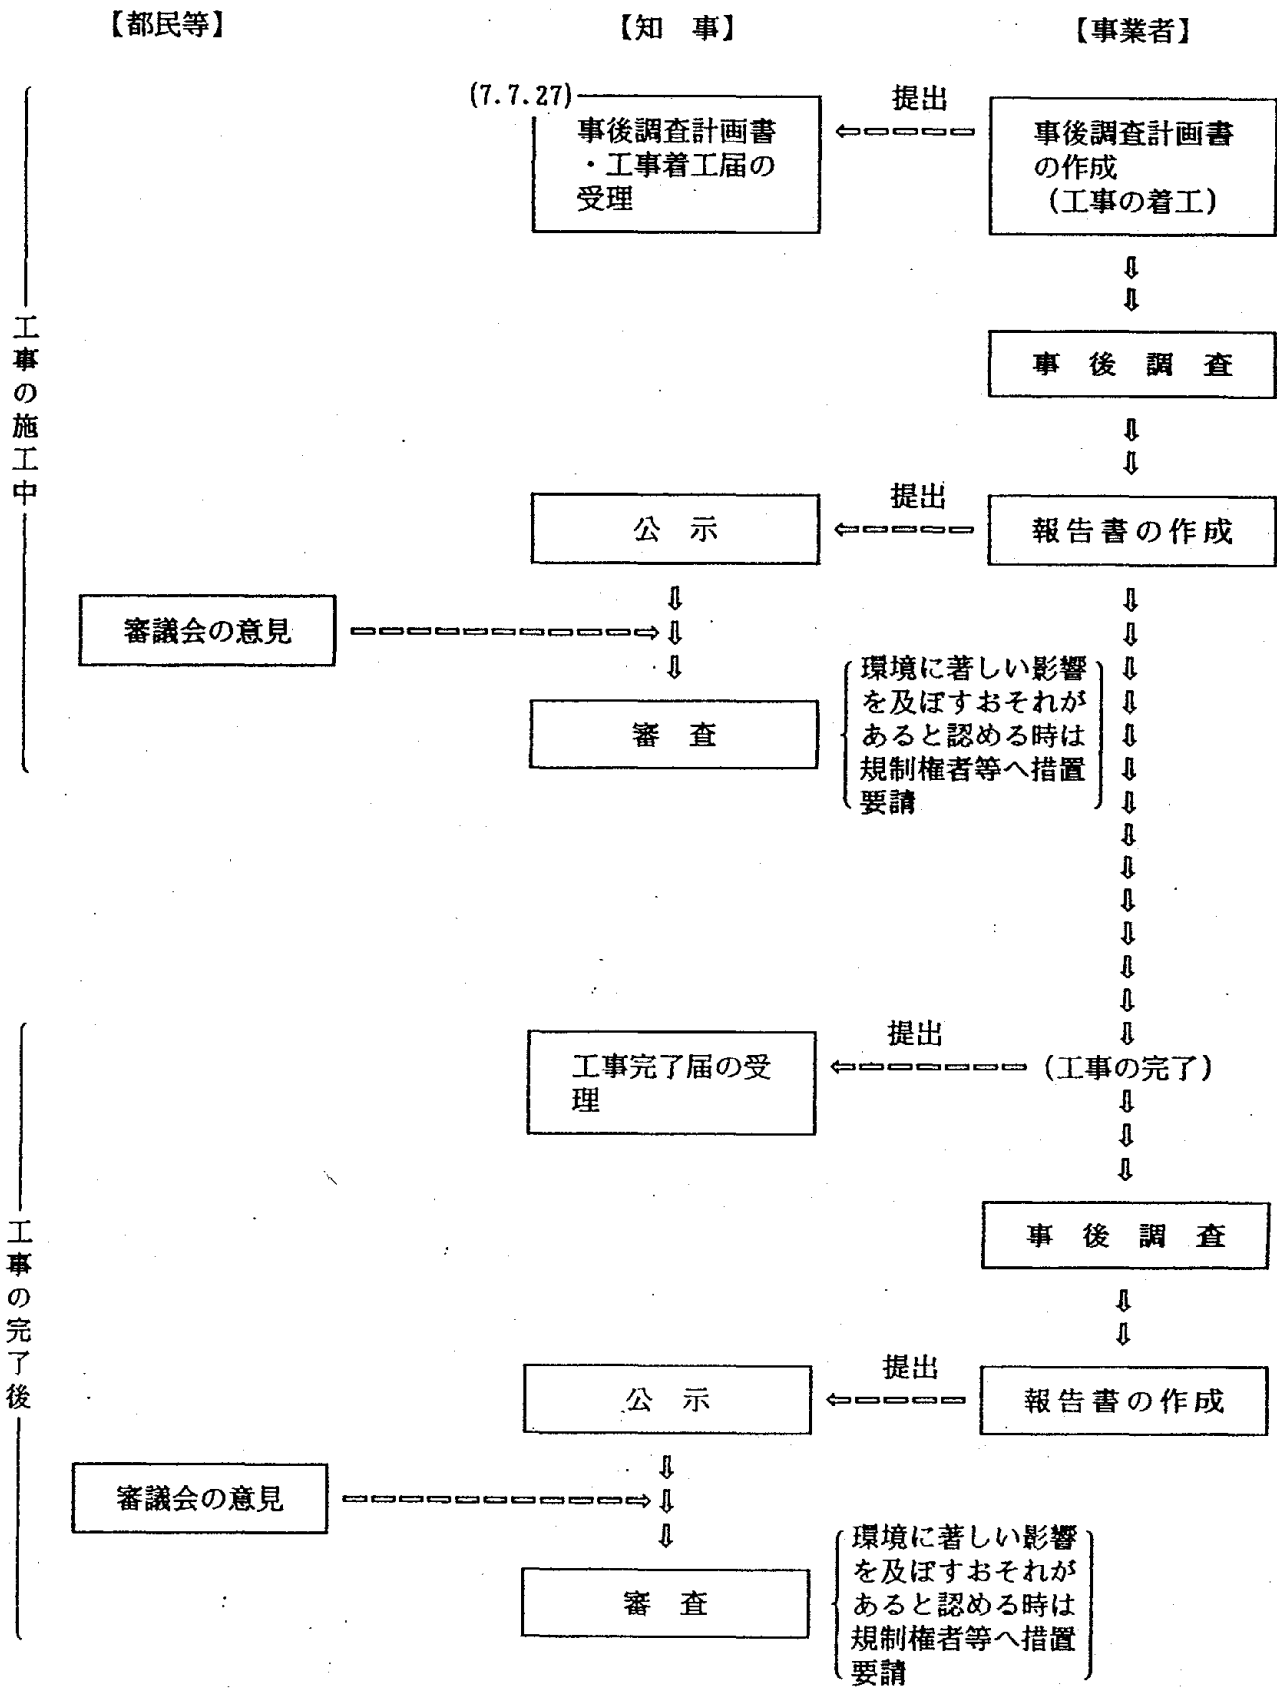 【都民等】
【知　事】
【事業者】
(7.7.27)
事後調査計画書
・工事着工届の
受理
提出
事後調査計画書
の作成
（工事の着工）
事　後　調　査
工事の施工中
公　示
提出
報告書の作成
審議会の意見
審　査
環境に著しい影響
を及ぼすおそれが
あると認める時は
規制権者等へ措置
要請
工事完了届の受
理
提出
（工事の完了）
事　後　調　査
工事の完了後
公　示
提出
報告書の作成
審議会の意見
審　査
環境に著しい影響
を及ぼすおそれが
あると認める時は
規制権者等へ措置
要請